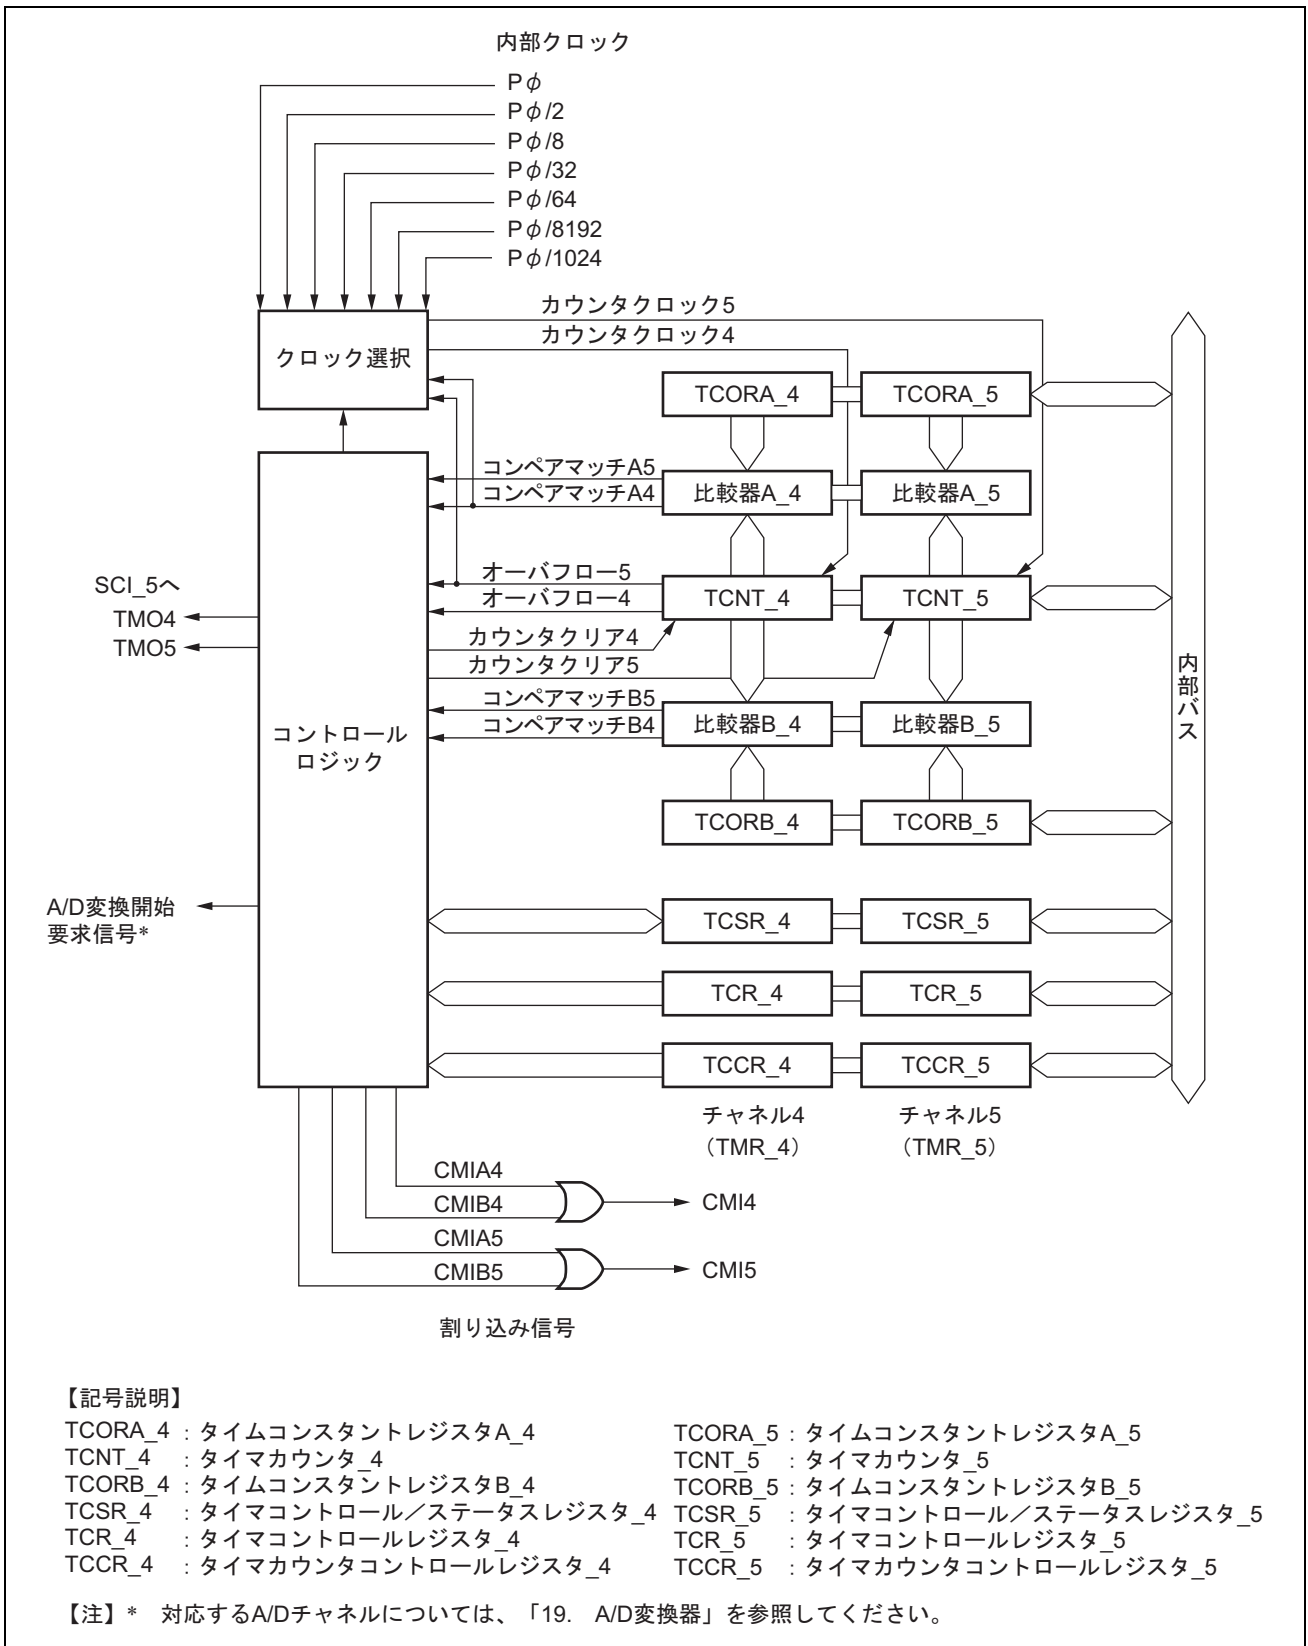 内部クロック
Pφ
Pφ/2
Pφ/8
Pφ/32
Pφ/64
Pφ/8192
Pφ/1024
カウンタクロック5
カウンタクロック4
クロック選択
TCORA_4
TCORA_5
コンペアマッチA5
コンペアマッチA4
比較器A_4
比較器A_5
オーバフロー5
オーバフロー4
TCNT_4
TCNT_5
SCI_5へ
TMO4
TMO5
カウンタクリア4
カウンタクリア5
コンペアマッチB5
コンペアマッチB4
比較器B_4
比較器B_5
コントロール
ロジック
内部バス
TCORB_4
TCORB_5
A/D変換開始
要求信号*
TCSR_4
TCSR_5
TCR_4
TCR_5
TCCR_4
TCCR_5
チャネル4
（TMR_4）
チャネル5
（TMR_5）
CMIA4
CMIB4
CMI4
CMIA5
CMIB5
CMI5
割り込み信号
【記号説明】
TCORA_4 : タイムコンスタントレジスタA_4
TCNT_4 : タイマカウンタ_4
TCORB_4 : タイムコンスタントレジスタB_4
TCSR_4 : タイマコントロール／ステータスレジスタ_4
TCR_4 : タイマコントロールレジスタ_4
TCCR_4 : タイマカウンタコントロールレジスタ_4
TCORA_5 : タイムコンスタントレジスタA_5
TCNT_5 : タイマカウンタ_5
TCORB_5 : タイムコンスタントレジスタB_5
TCSR_5 : タイマコントロール／ステータスレジスタ_5
TCR_5 : タイマコントロールレジスタ_5
TCCR_5 : タイマカウンタコントロールレジスタ_5
【注】* 対応するA/Dチャネルについては、「19. A/D変換器」を参照してください。